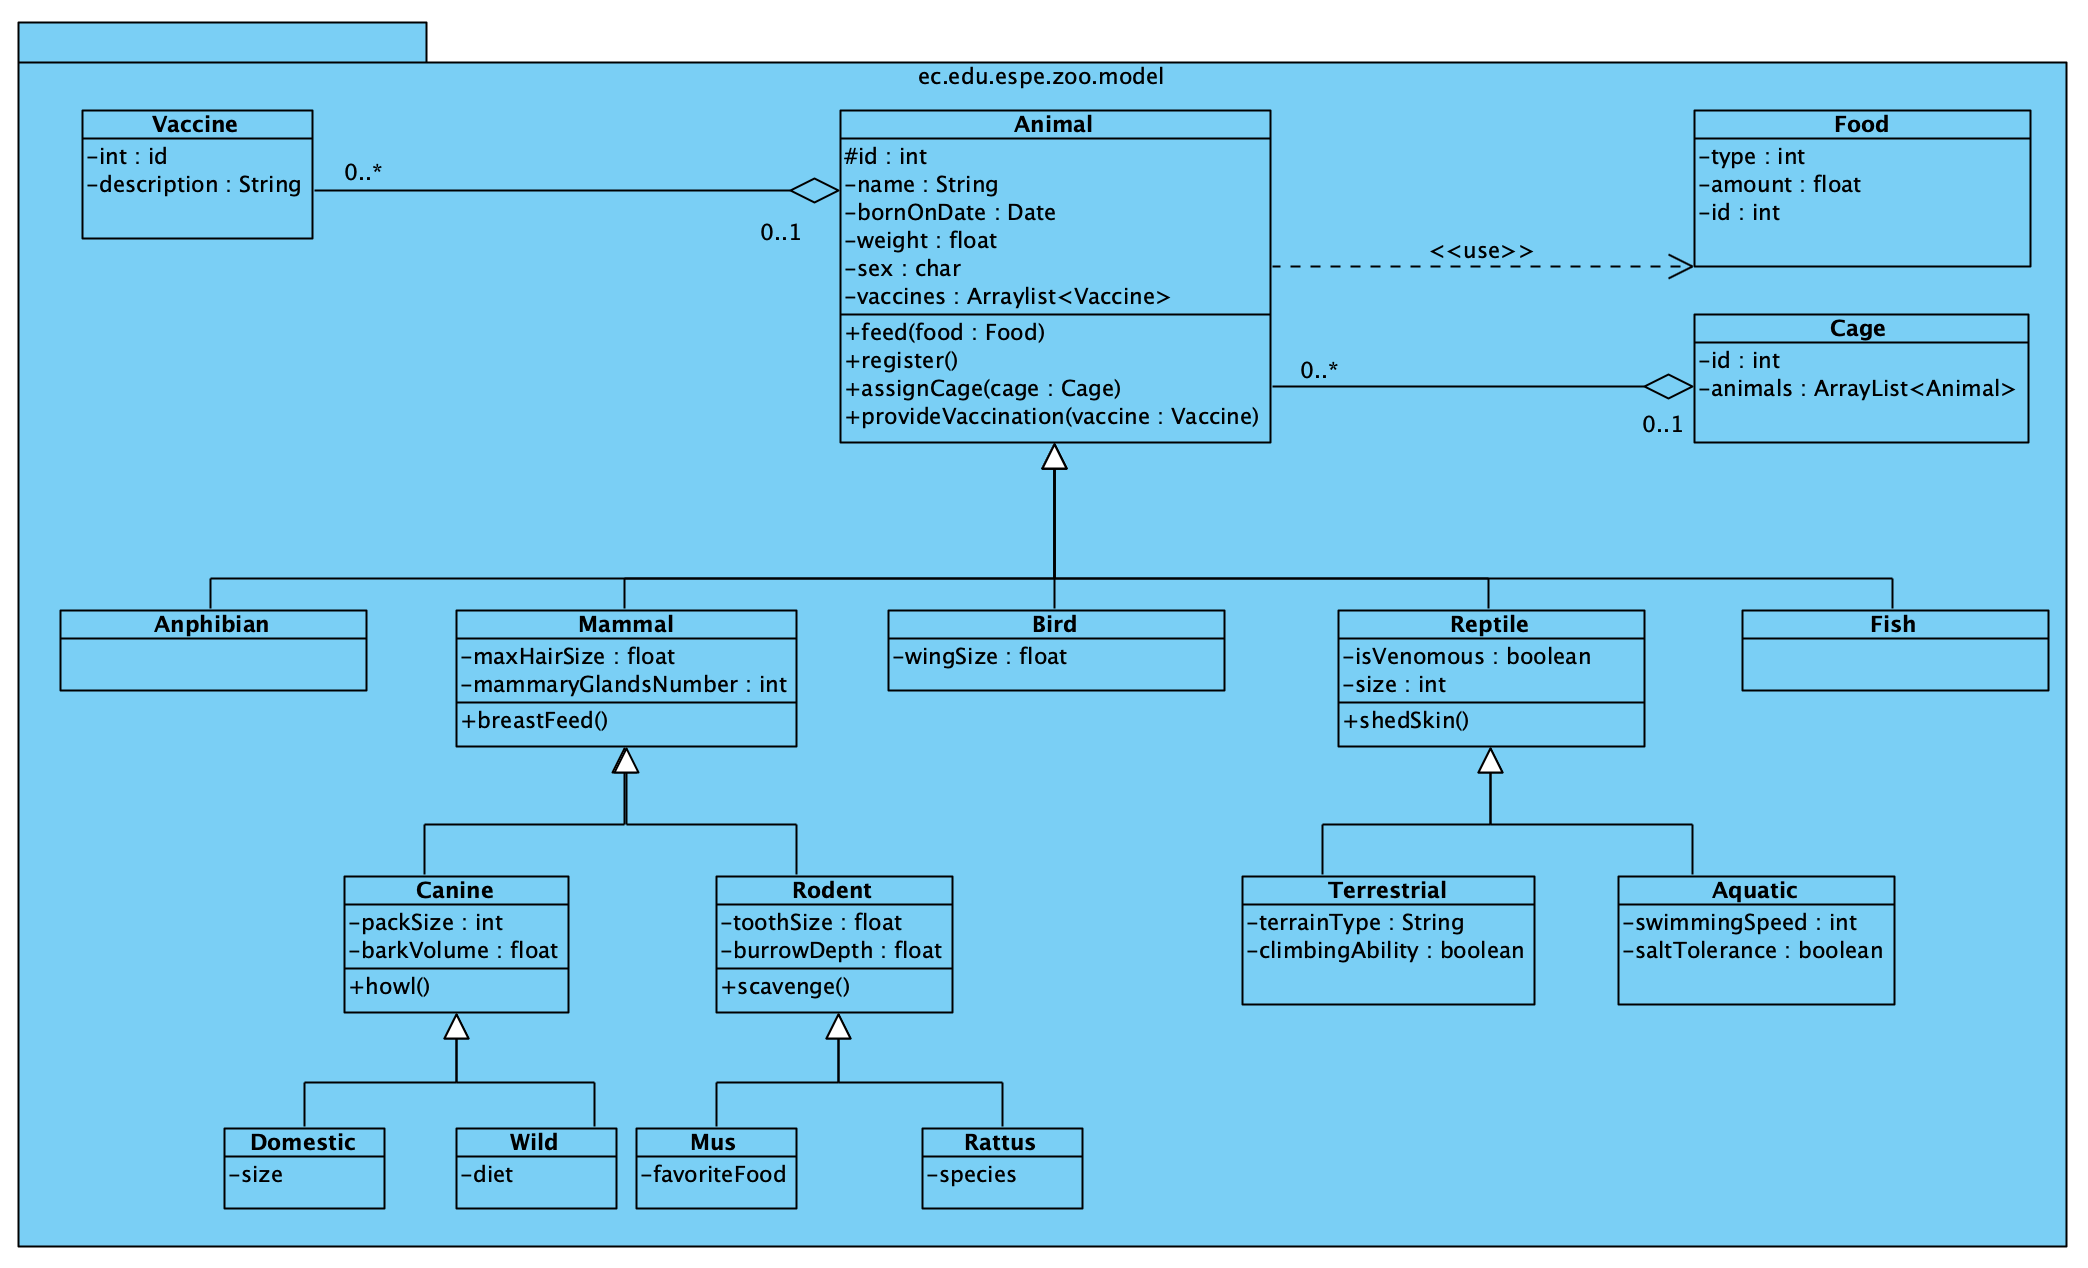 ec.edu.espe.zoo.model
Vaccine
-int : id
-description : String
0..*
0..1
Animal
#id : int
-name : String
-bornOnDate : Date
-weight : float
-sex : char
-vaccines : Arraylist<Vaccine>
+feed(food : Food)
+register()
+assignCage(cage : Cage)
+provideVaccination(vaccine : Vaccine)
<<use>>
Food
-type : int
-amount : float
-id : int
0..*
0..1
Cage
-id : int
-animals : ArrayList<Animal>
Anphibian
Mammal
-maxHairSize : float
-mammaryGlandsNumber : int
+breastFeed()
Bird
-wingSize : float
Reptile
-isVenomous : boolean
-size : int
+shedSkin()
Fish
Canine
-packSize : int
-barkVolume : float
+howl()
Rodent
-toothSize : float
-burrowDepth : float
+scavenge()
Terrestrial
-terrainType : String
-climbingAbility : boolean
Aquatic
-swimmingSpeed : int
-saltTolerance : boolean
Domestic
-size
Wild
-diet
Mus
-favoriteFood
Rattus
-species